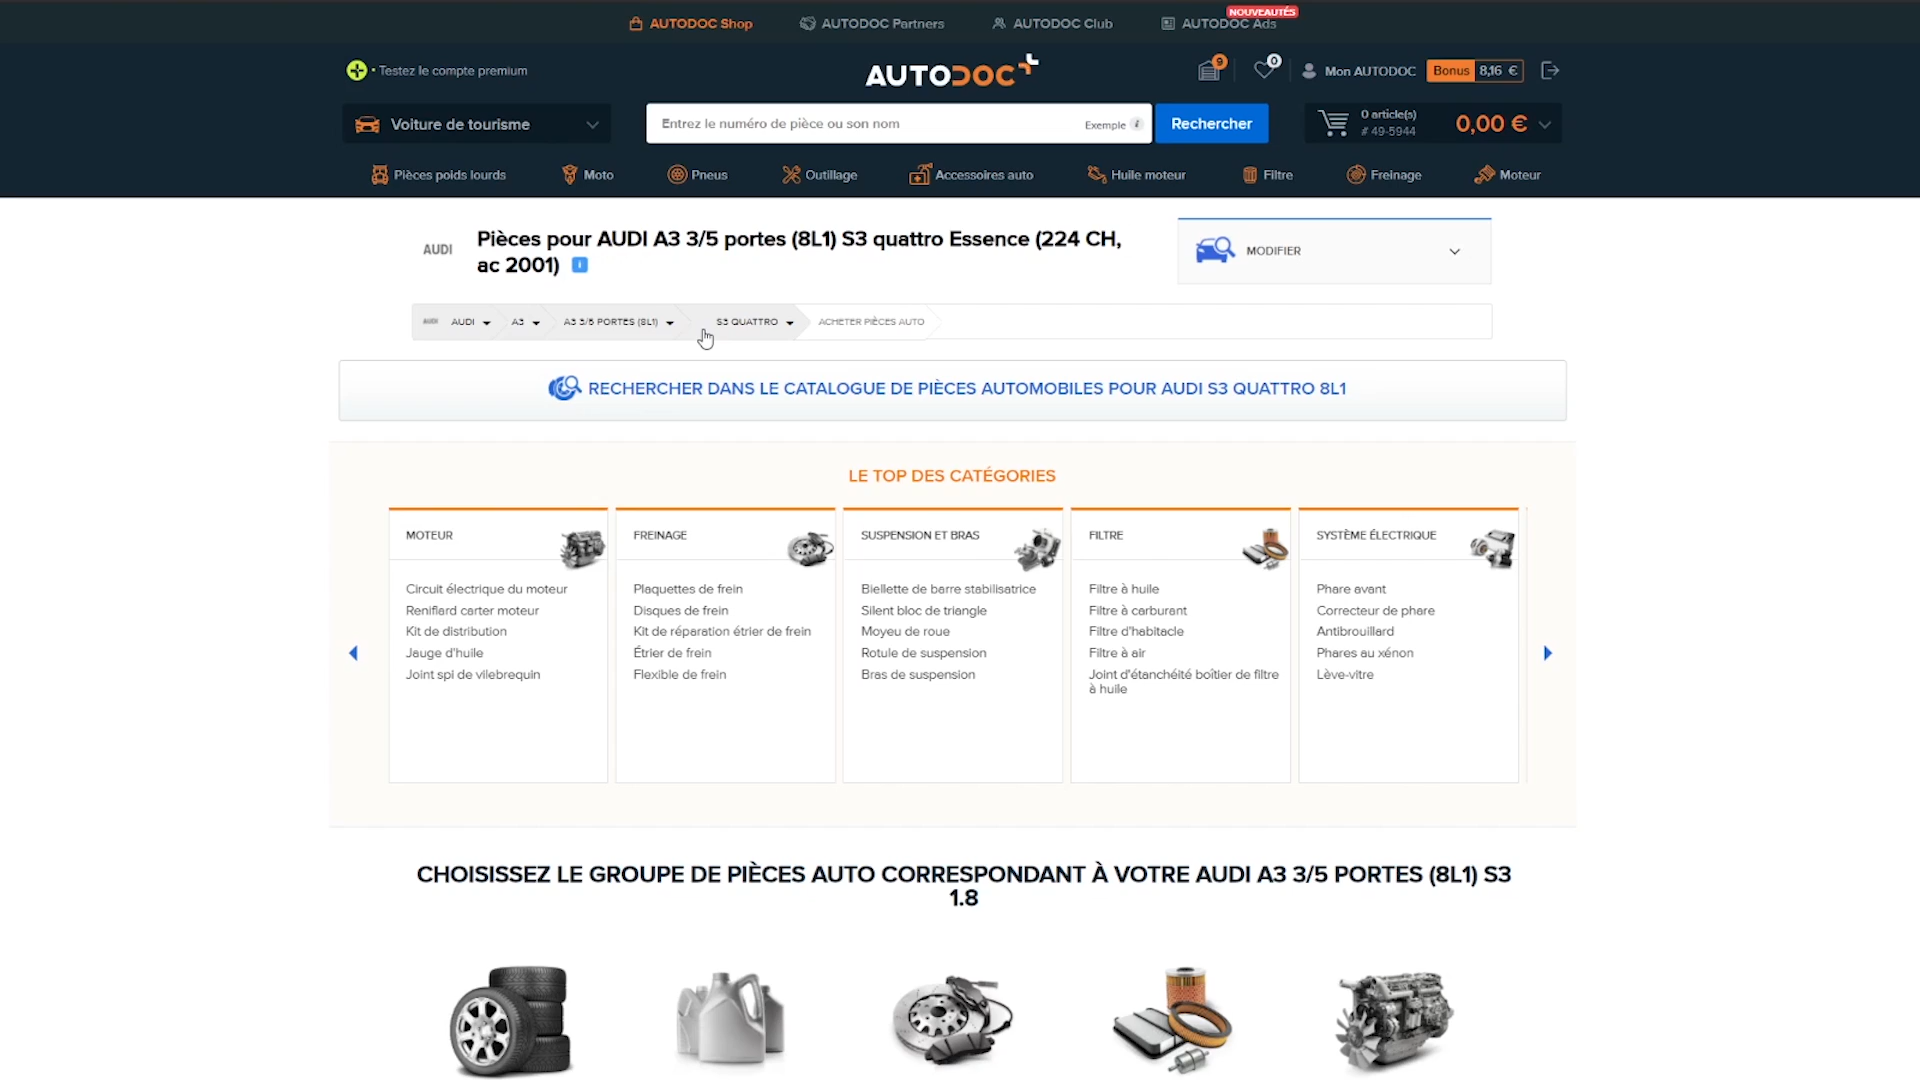 AUTODOC Shop
AUTODOC Partners
AUTODOC Club
NOUVEAUTÉS
AUTODOC Ads
Testez le compte premium
AUTODOC
9
0
Mon AUTODOC
Bonus 8,16 €
Voiture de tourisme
Entrez le numéro de pièce ou son nom
Exemple i
Rechercher
0 article(s)
# 49-5944
0,00 €
Pièces poids lourds
Moto
Pneus
Outillage
Accessoires auto
Huile moteur
Filtre
Freinage
Moteur
AUDI
Pièces pour AUDI A3 3/5 portes (8L1) S3 quattro Essence (224 CH,
ac 2001) i
MODIFIER
AUDI AUDI
A3
A3 3/5 PORTES (8L1)
S3 QUATTRO
ACHETER PIÈCES AUTO
RECHERCHER DANS LE CATALOGUE DE PIÈCES AUTOMOBILES POUR AUDI S3 QUATTRO 8L1
LE TOP DES CATÉGORIES
MOTEUR
Circuit électrique du moteur
Reniflard carter moteur
Kit de distribution
Jauge d'huile
Joint spi de vilebrequin
FREINAGE
Plaquettes de frein
Disques de frein
Kit de réparation étrier de frein
Étrier de frein
Flexible de frein
SUSPENSION ET BRAS
Biellette de barre stabilisatrice
Silent bloc de triangle
Moyeu de roue
Rotule de suspension
Bras de suspension
FILTRE
Filtre à huile
Filtre à carburant
Filtre d'habitacle
Filtre à air
Joint d'étanchéité boîtier de filtre
à huile
SYSTÈME ÉLECTRIQUE
Phare avant
Correcteur de phare
Antibrouillard
Phares au xénon
Lève-vitre
CHOISISSEZ LE GROUPE DE PIÈCES AUTO CORRESPONDANT À VOTRE AUDI A3 3/5 PORTES (8L1) S3
1.8